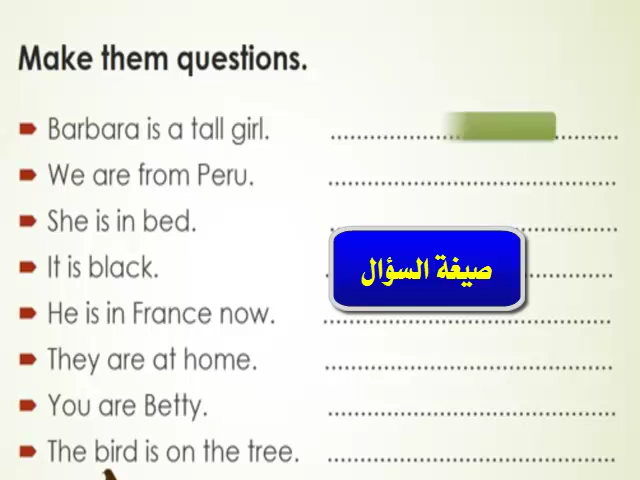 Make them questions.
Barbara is a tall girl. ............................................
We are from Peru. ............................................
She is in bed. ............................................
It is black. ............................................
صيغة السؤال
He is in France now. ............................................
They are at home. ............................................
You are Betty. ............................................
The bird is on the tree. ............................................